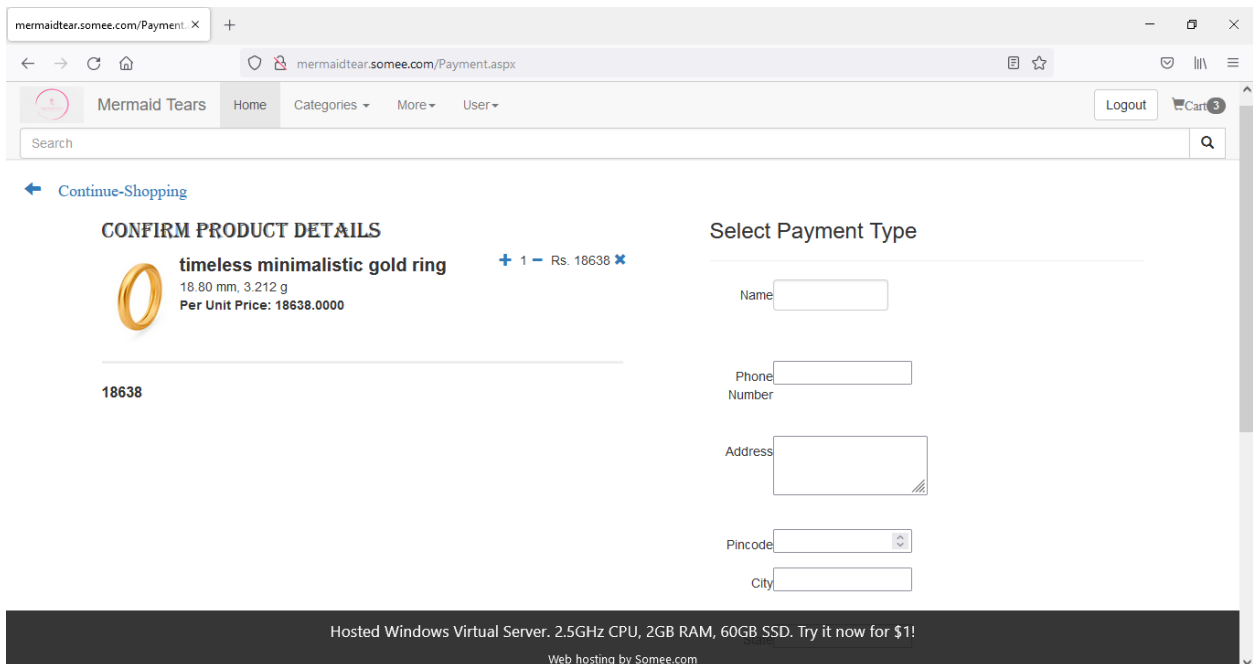 mermaidtear.somee.com/Payment.
mermaidtear.somee.com/Payment.aspx
Mermaid Tears Home Categories More User Logout Cart 3
Search
Continue-Shopping
CONFIRM PRODUCT DETAILS
timeless minimalistic gold ring
1 Rs. 18638
18.80 mm, 3.212 g
Per Unit Price: 18638.0000
18638
Select Payment Type
Name
Phone
Number
Address
Pincode
City
Hosted Windows Virtual Server. 2.5GHz CPU, 2GB RAM, 60GB SSD. Try it now for $1!
Web hosting by Somee.com